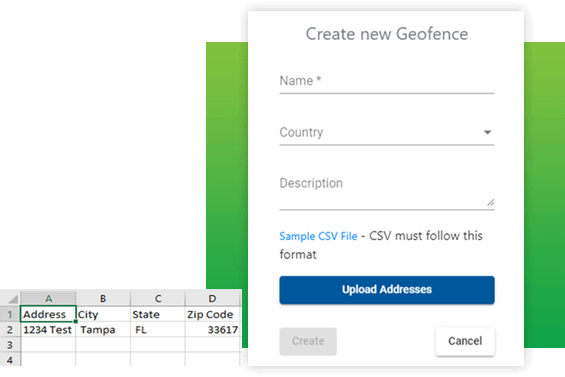 Create new Geofence
Name *
Country
Description
Sample CSV File - CSV must follow this
format
Upload Addresses
Create
Cancel
A B C D
1 Address City State Zip Code
2 1234 Test Tampa FL 33617
3
4